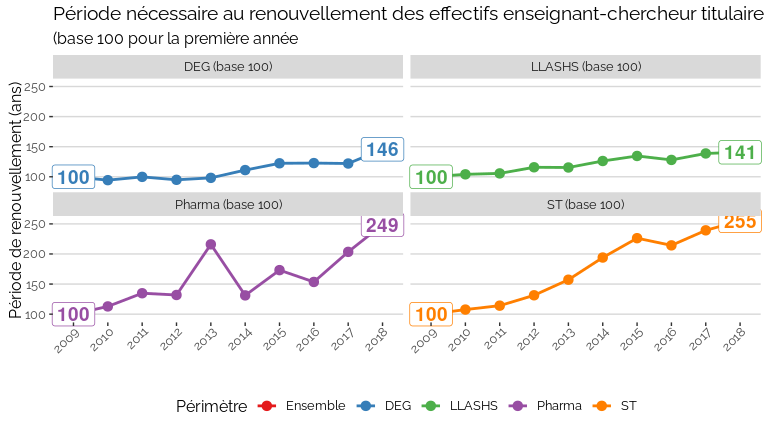 Période nécessaire au renouvellement des effectifs enseignant-chercheur titulaire
(base 100 pour la première année
Période de renouvellement (ans)
DEG (base 100)
LLASHS (base 100)
250
200
150
100
100
146
100
141
Pharma (base 100)
ST (base 100)
250
200
150
100
100
249
100
255
2009 2010 2011 2012 2013 2014 2015 2016 2017 2018
2009 2010 2011 2012 2013 2014 2015 2016 2017 2018
Périmètre Ensemble DEG LLASHS Pharma ST